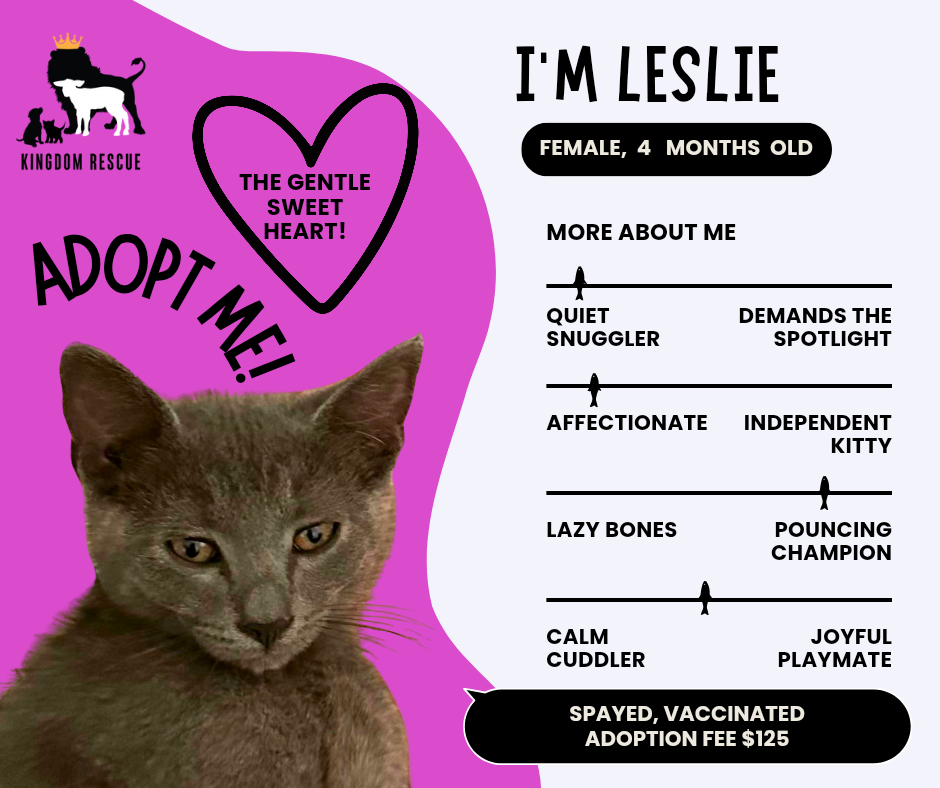 KINGDOM RESCUE
THE GENTLE
SWEET
HEART!
ADOPT ME!
I'M LESLIE
FEMALE, 4 MONTHS OLD
MORE ABOUT ME
QUIET
SNUGGLER
DEMANDS THE
SPOTLIGHT
AFFECTIONATE
INDEPENDENT
KITTY
LAZY BONES
POUNCING
CHAMPION
CALM
CUDDLER
JOYFUL
PLAYMATE
SPAYED, VACCINATED
ADOPTION FEE $125